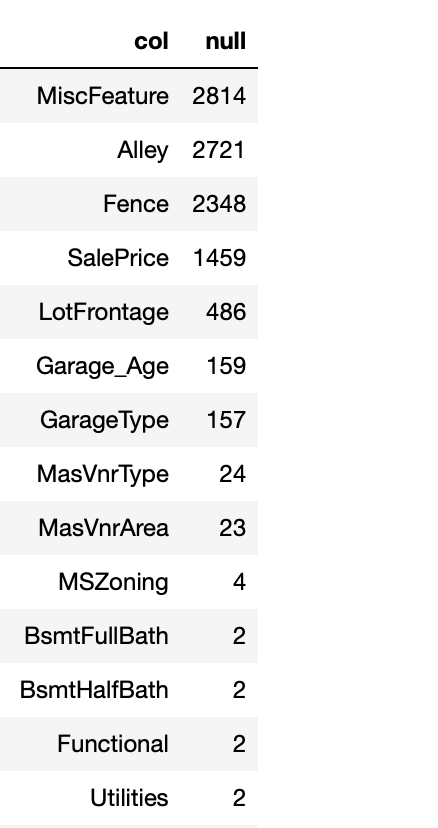 col null
MiscFeature 2814
Alley 2721
Fence 2348
SalePrice 1459
LotFrontage 486
Garage_Age 159
GarageType 157
MasVnrType 24
MasVnrArea 23
MSZoning 4
BsmtFullBath 2
BsmtHalfBath 2
Functional 2
Utilities 2